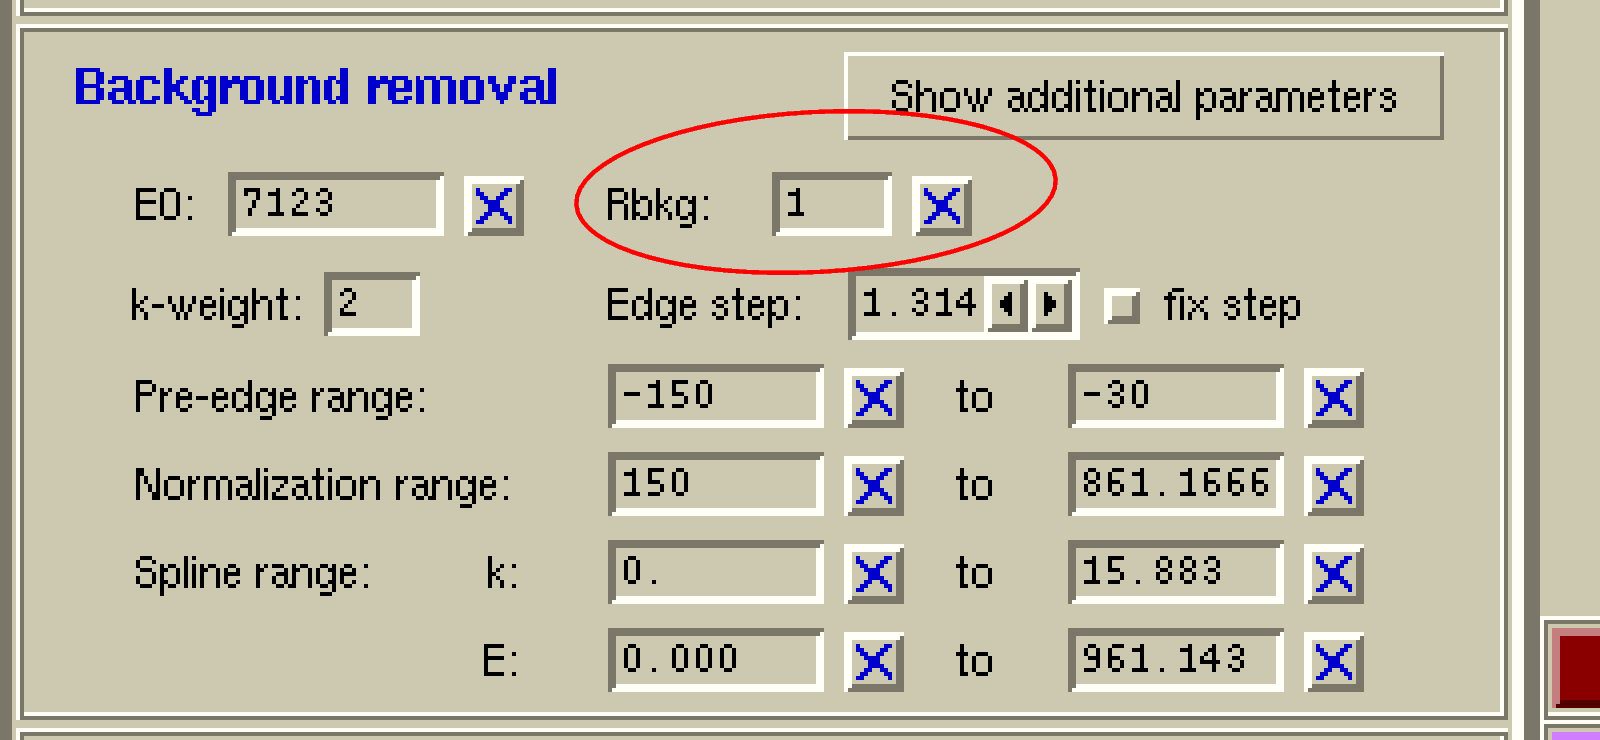 Background removal
Show additional parameters
E0: 7123 Rbkg: 1
k-weight: 2 Edge step: 1.314 fix step
Pre-edge range: -150 to -30
Normalization range: 150 to 861.1666
Spline range: k: 0. to 15.883
E: 0.000 to 961.143